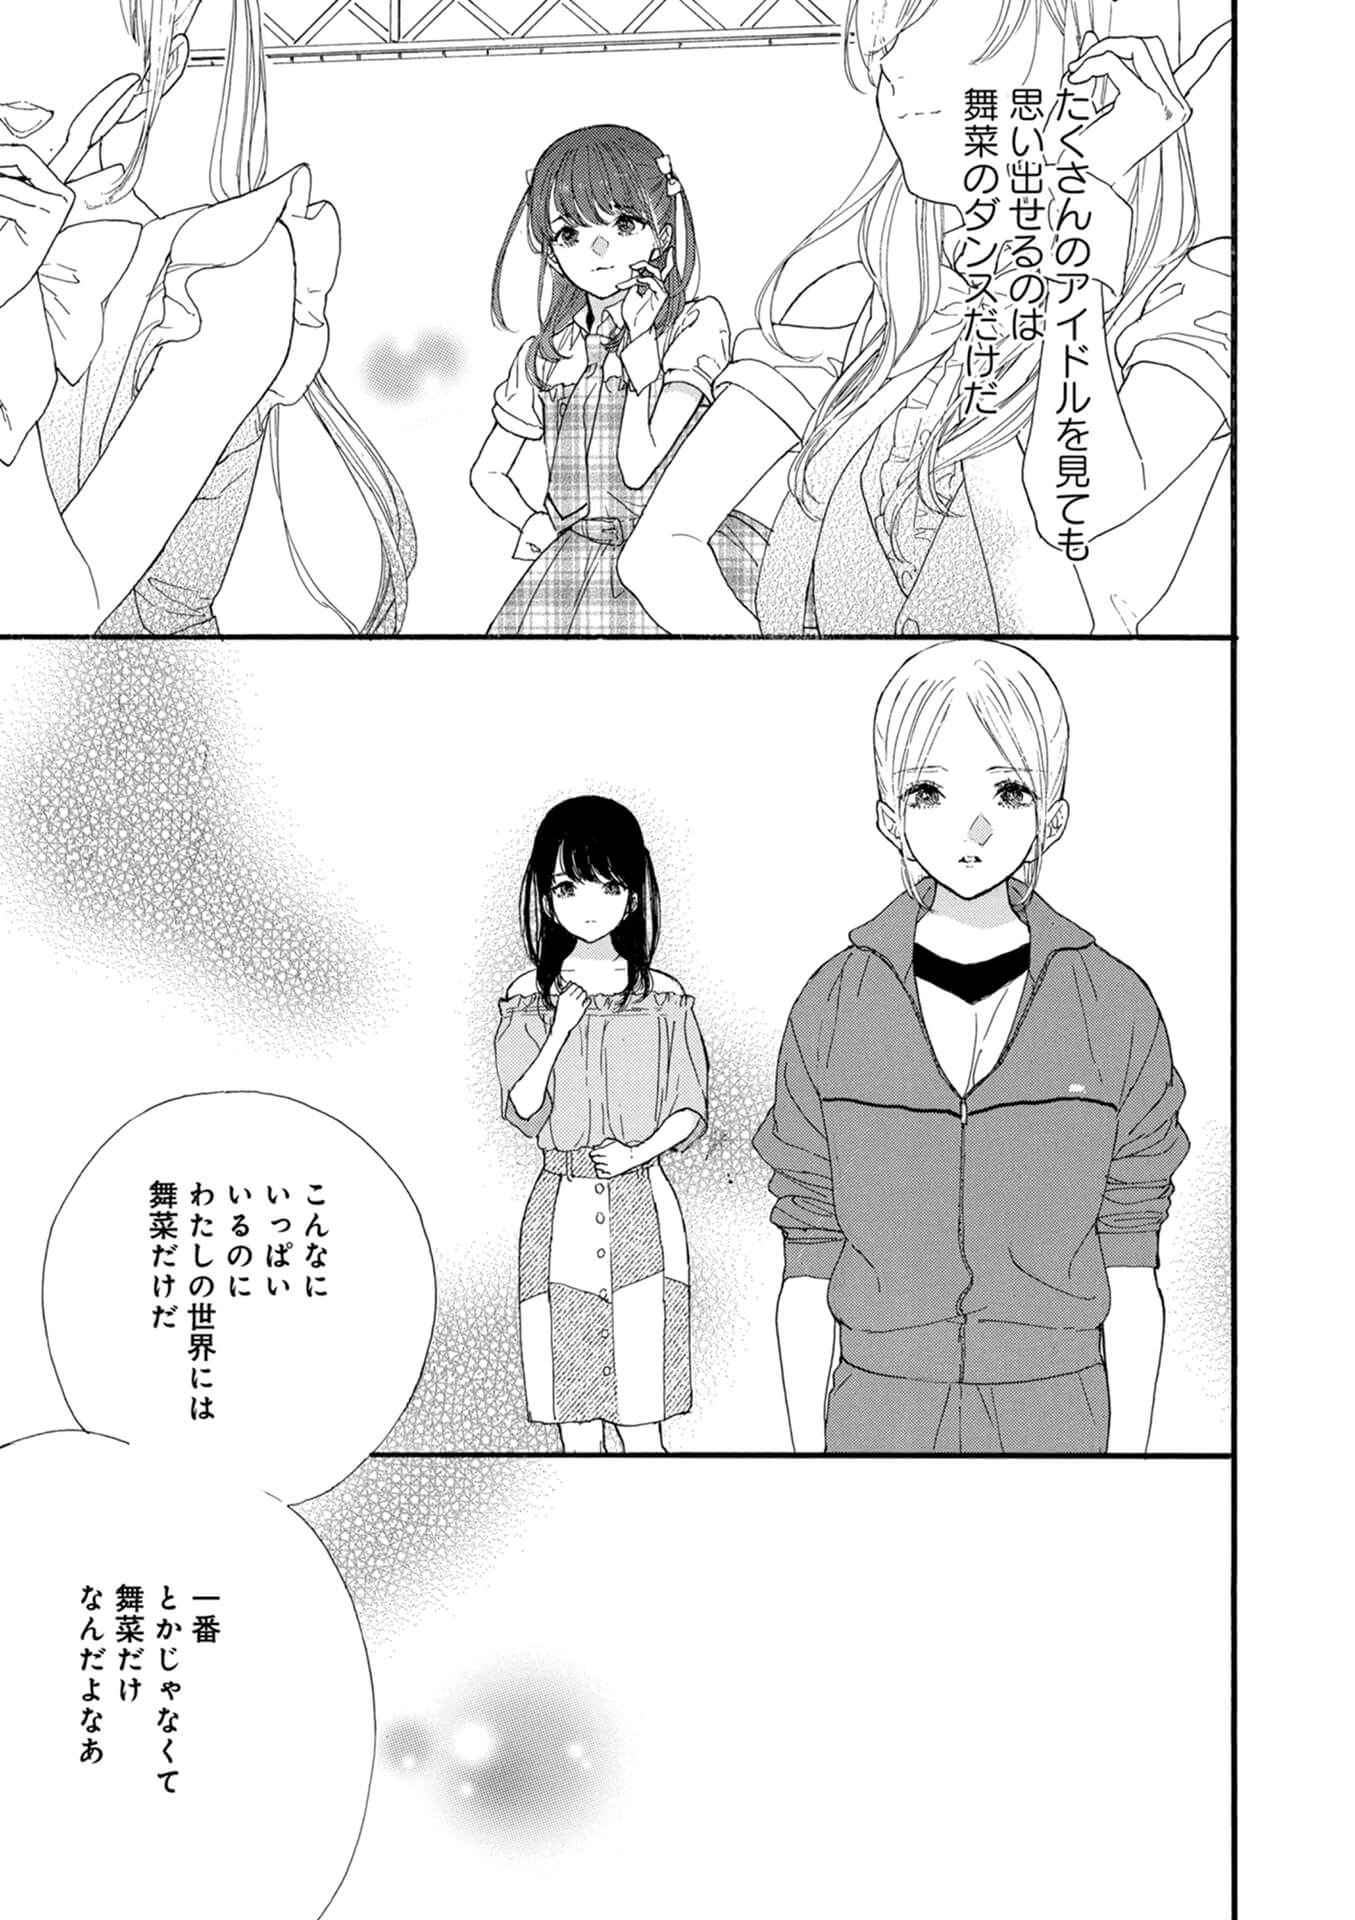 たくさんのアイドルを見ても
思い出せるのは
舞菜のダンスだけだ
こんなに
いっぱい
いるのに
わたしの世界には
舞菜だけだ
一番
とかじゃなくて
舞菜だけ
なんだよなあ